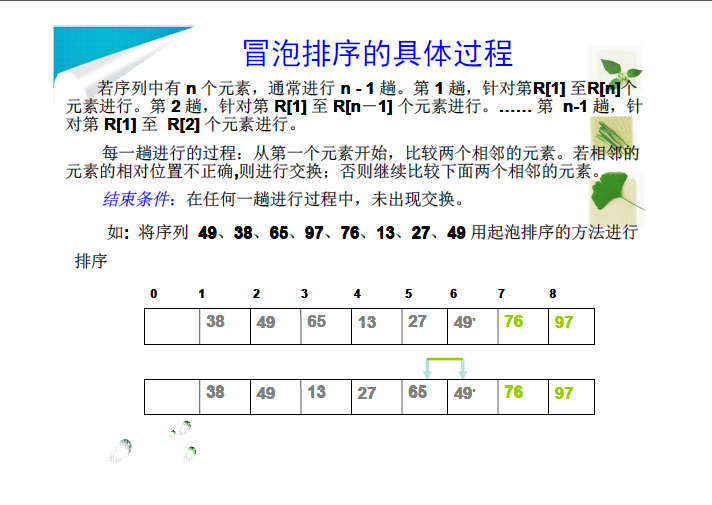 冒泡排序的具体过程
若序列中有 n 个元素，通常进行 n - 1 趟。第 1 趟，针对第R[1] 至R[n]个
元素进行。第 2 趟，针对第 R[1] 至 R[n－1] 个元素进行。…… 第 n-1 趟，针
对第 R[1] 至 R[2] 个元素进行。
每一趟进行的过程：从第一个元素开始，比较两个相邻的元素。若相邻的
元素的相对位置不正确,则进行交换；否则继续比较下面两个相邻的元素。
结束条件：在任何一趟进行过程中，未出现交换。
如: 将序列 49、38、65、97、76、13、27、49 用起泡排序的方法进行
排序
0 1 2 3 4 5 6 7 8
38 49 65 13 27 49· 76 97
38 49 13 27 65 49· 76 97